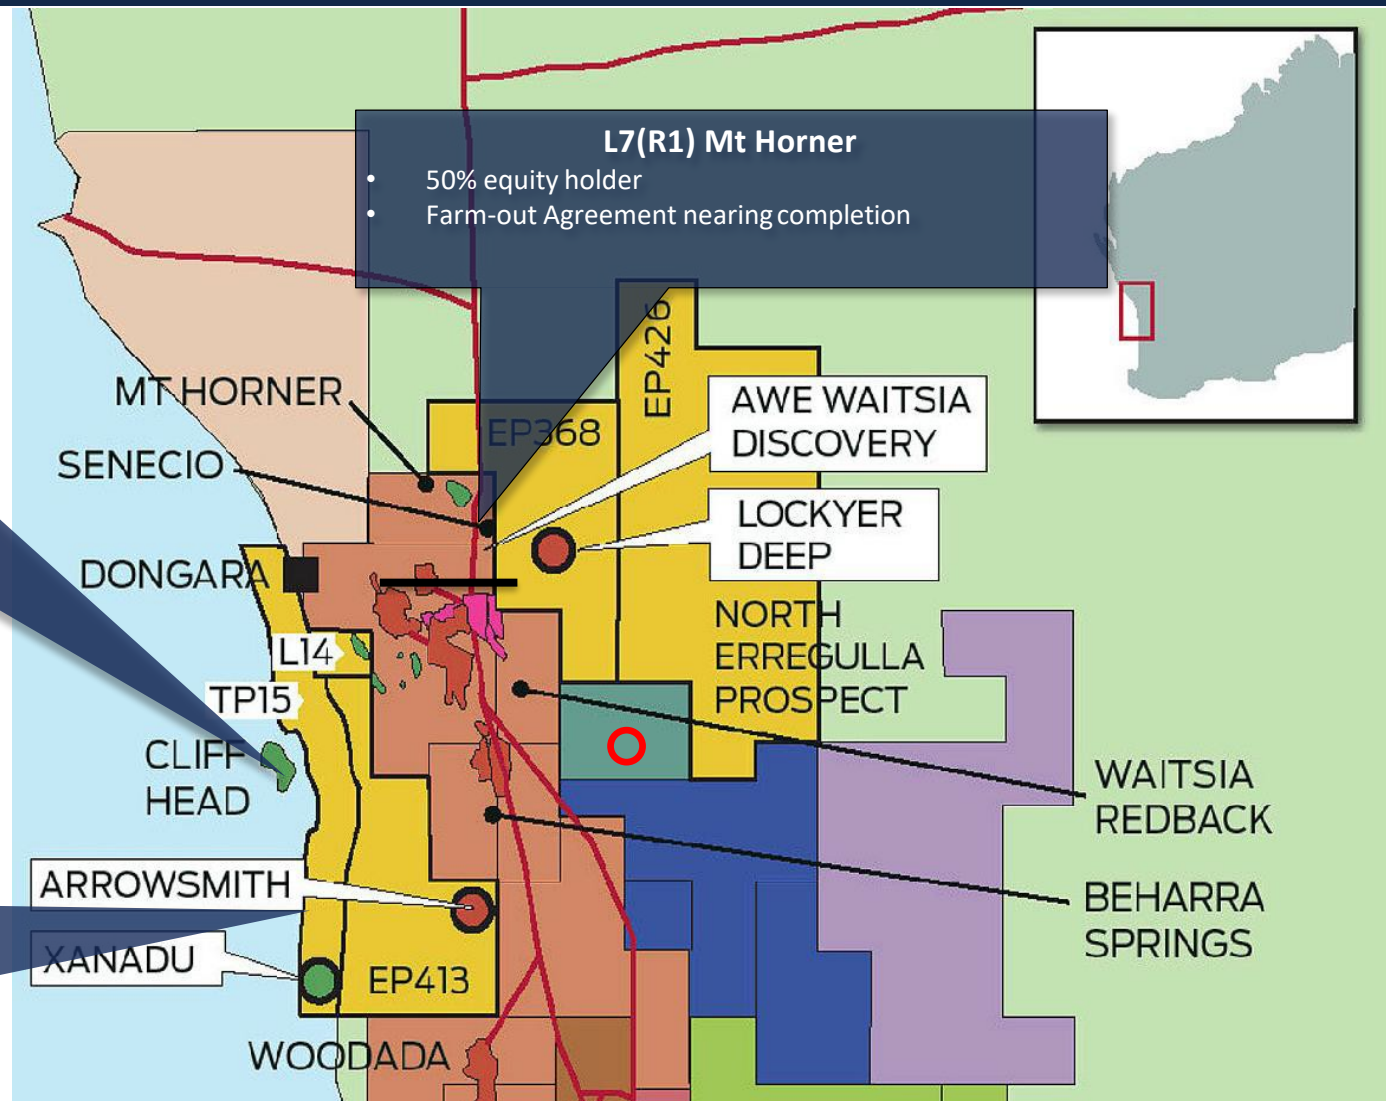 L7(R1) Mt Horner
• 50% equity holder
• Farm-out Agreement nearing completion
EP426
MT HORNER
EP368
AWE WAITSIA
DISCOVERY
SENECIO
LOCKYER
DEEP
DONGARA
NORTH
ERREGULLA
PROSPECT
L14
TP15
CLIFF
HEAD
WAITSIA
REDBACK
ARROWSMITH
BEHARRA
SPRINGS
XANADU
EP413
WOODADA